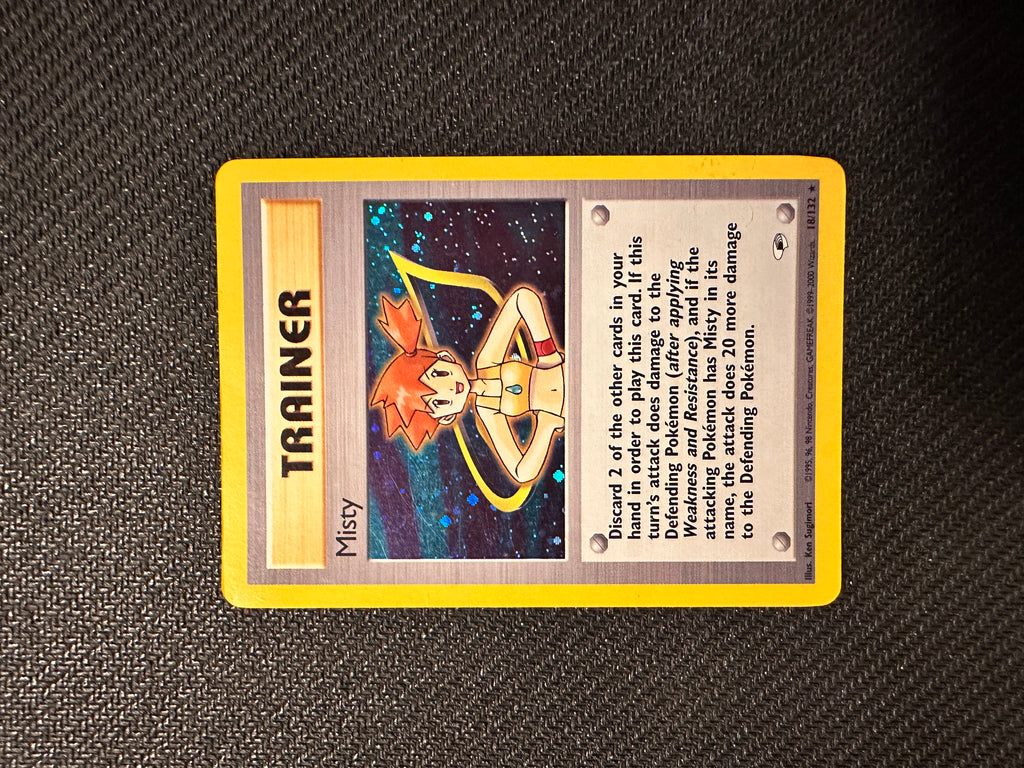 TRAINER
Misty
Discard 2 of the other cards in your
hand in order to play this card. If this
turn's attack does damage to the
Defending Pokémon (after applying
Weakness and Resistance), and if the
attacking Pokémon has Misty in its
name, the attack does 20 more damage
to the Defending Pokémon.
Illus. Ken Sugimori ©1995, 96, 98 Nintendo, Creatures, GAMEFREAK. ©1999-2000 Wizards. 18/132 ★